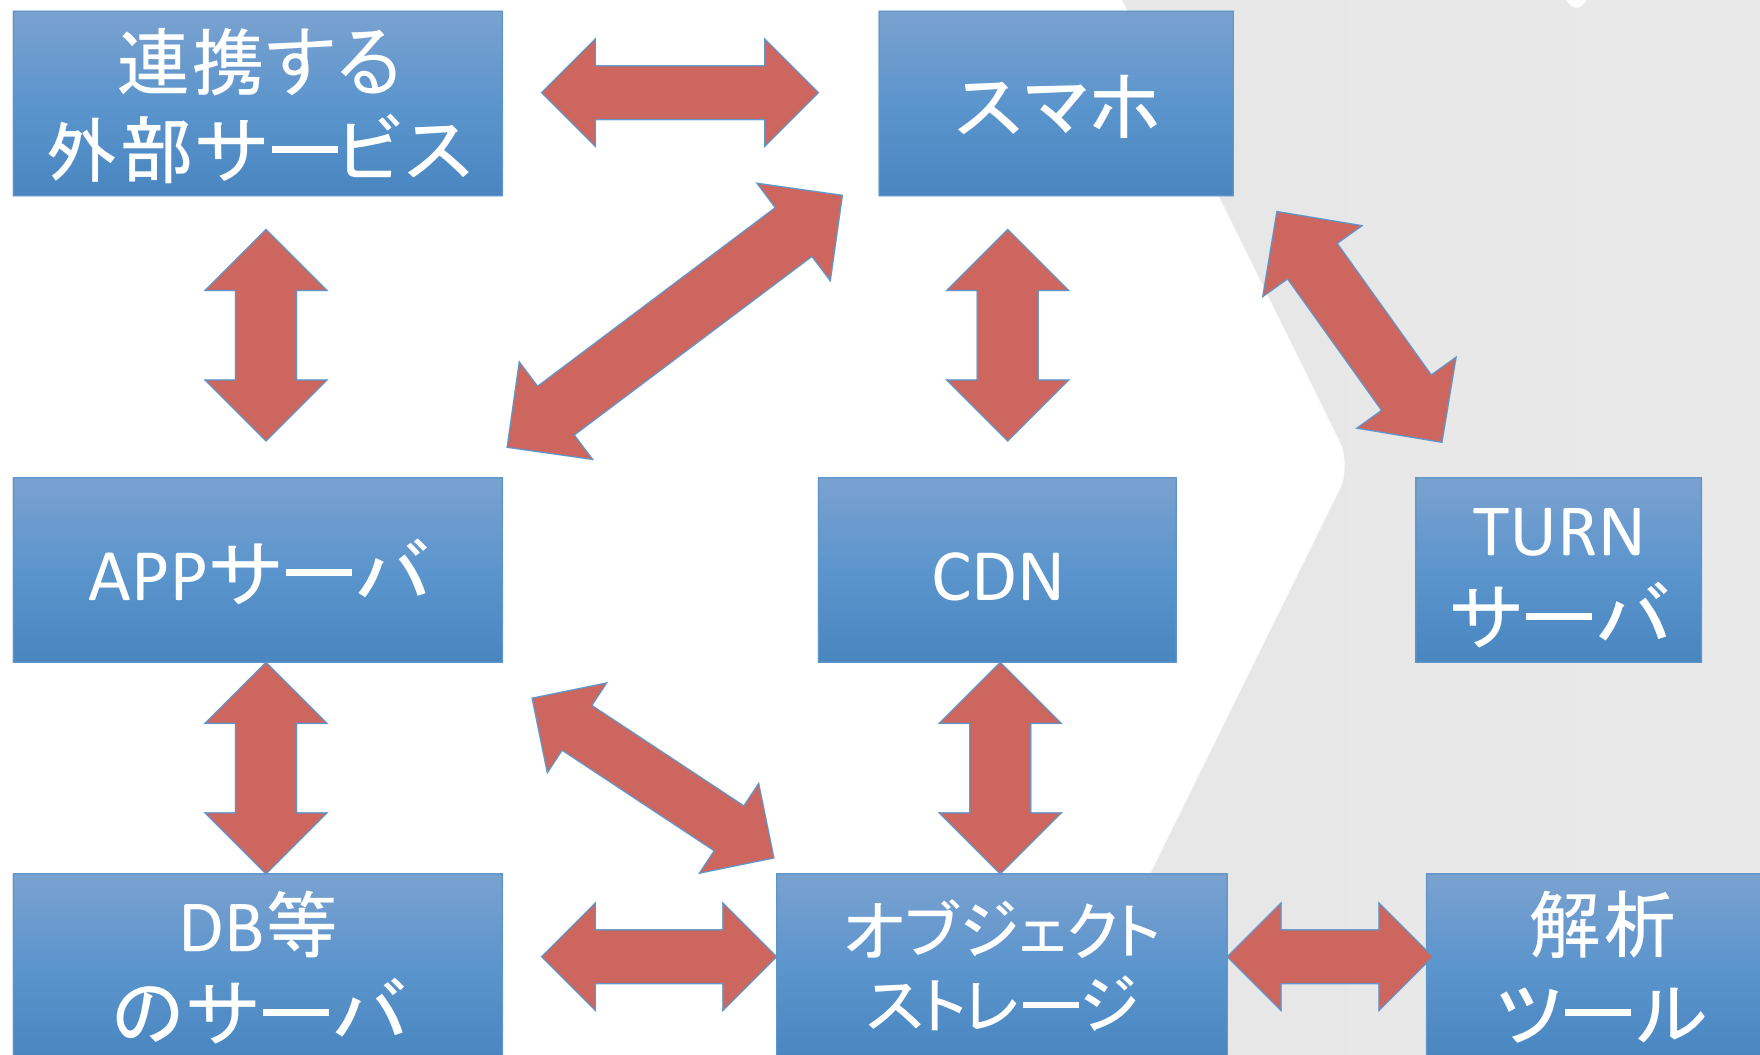 連携する
外部サービス
スマホ
APPサーバ
CDN
TURN
サーバ
DB等
のサーバ
オブジェクト
ストレージ
解析
ツール